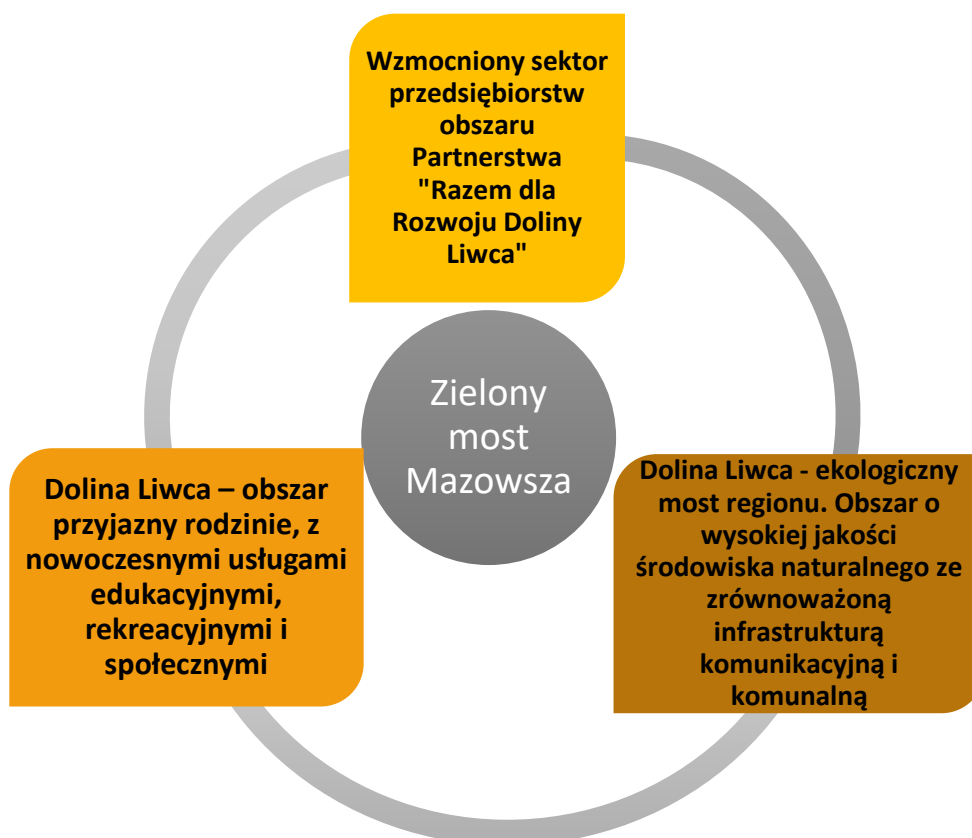 Wzmocniony sektor
przedsiębiorstw
obszaru
Partnerstwa
"Razem dla
Rozwoju Doliny
Liwca"
Zielony
most
Mazowsza
Dolina Liwca – obszar
przyjazny rodzinie, z
nowoczesnymi usługami
edukacyjnymi,
rekreacyjnymi i
społecznymi
Dolina Liwca - ekologiczny
most regionu. Obszar o
wysokiej jakości
środowiska naturalnego ze
zrównoważoną
infrastrukturą
komunikacyjną i
komunalną